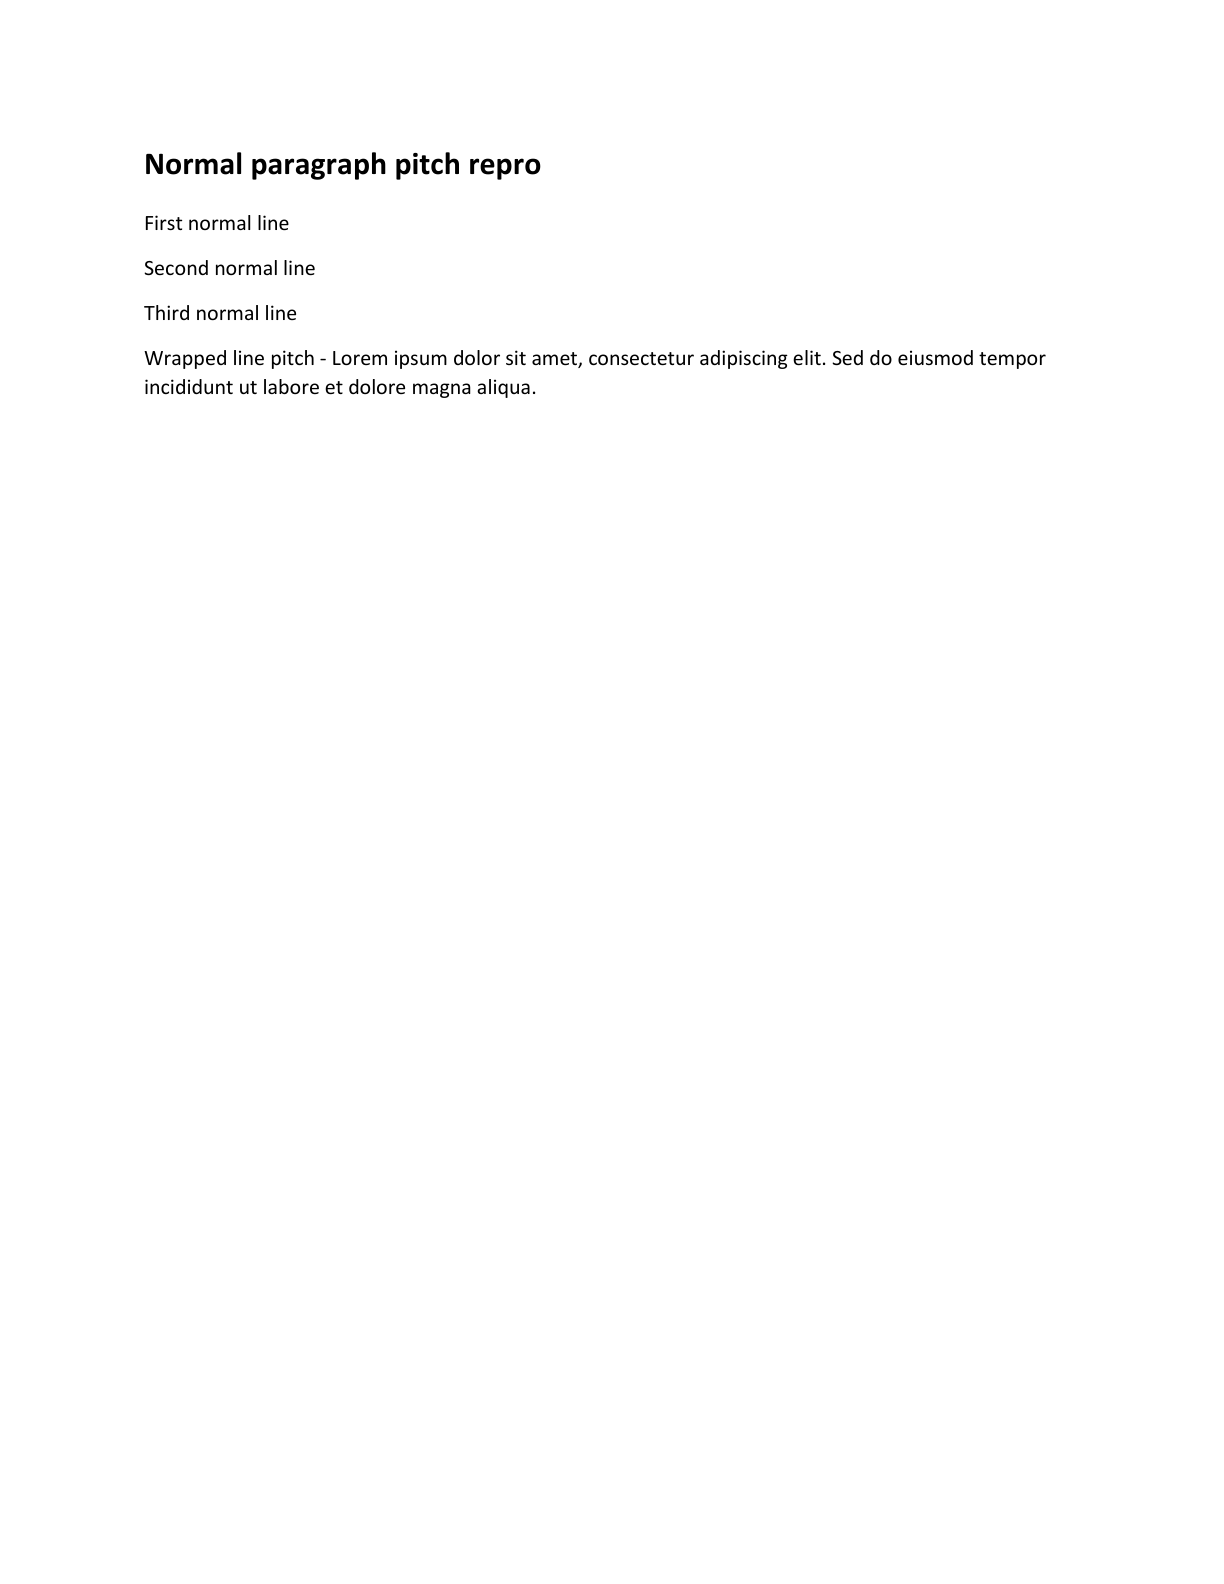 Normal paragraph pitch repro
First normal line
Second normal line
Third normal line
Wrapped line pitch - Lorem ipsum dolor sit amet, consectetur adipiscing elit. Sed do eiusmod tempor
incididunt ut labore et dolore magna aliqua.